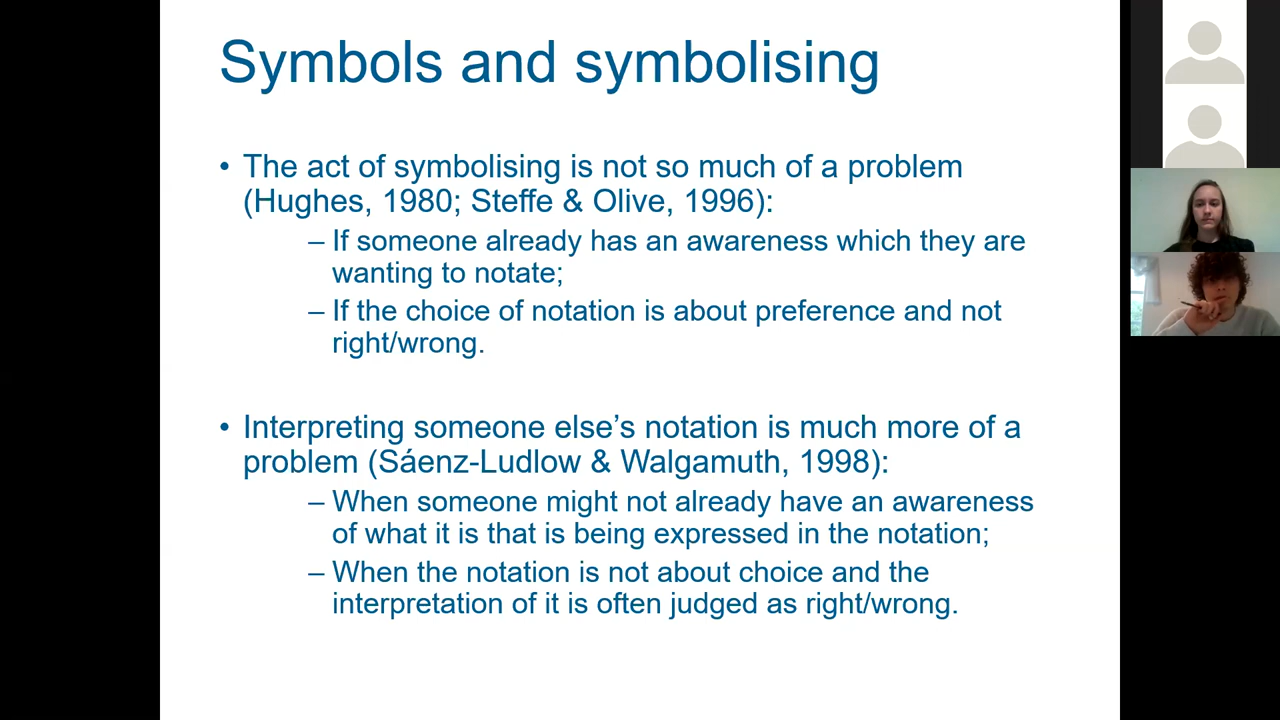 Symbols and symbolising
• The act of symbolising is not so much of a problem
(Hughes, 1980; Steffe & Olive, 1996):
– If someone already has an awareness which they are
wanting to notate;
– If the choice of notation is about preference and not
right/wrong.
• Interpreting someone else’s notation is much more of a
problem (Sáenz-Ludlow & Walgamuth, 1998):
– When someone might not already have an awareness
of what it is that is being expressed in the notation;
– When the notation is not about choice and the
interpretation of it is often judged as right/wrong.